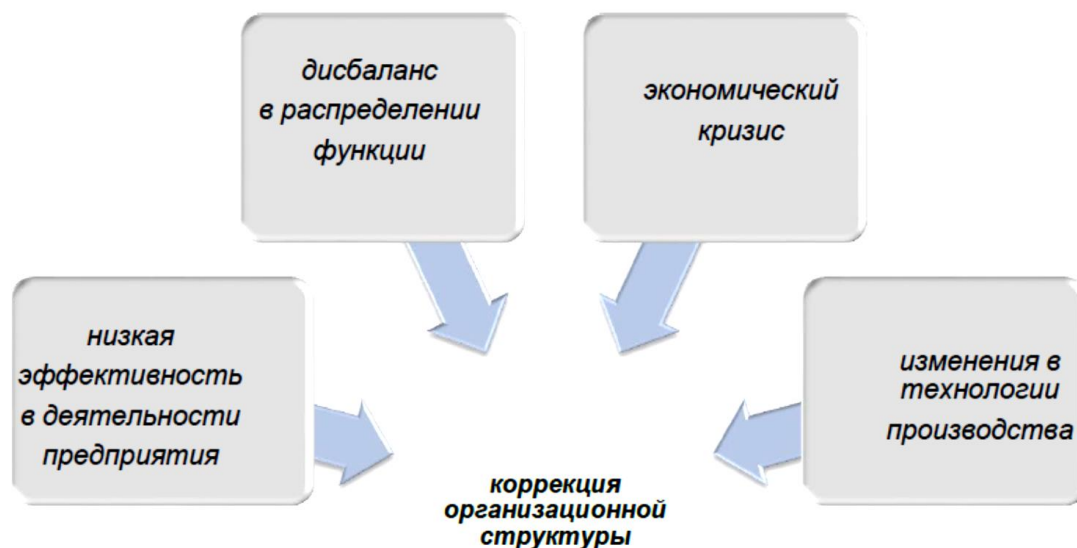 дисбаланс
в распределении
функции
экономический
кризис
низкая
эффективность
в деятельности
предприятия
изменения в
технологии
производства
коррекция
организационной
структуры